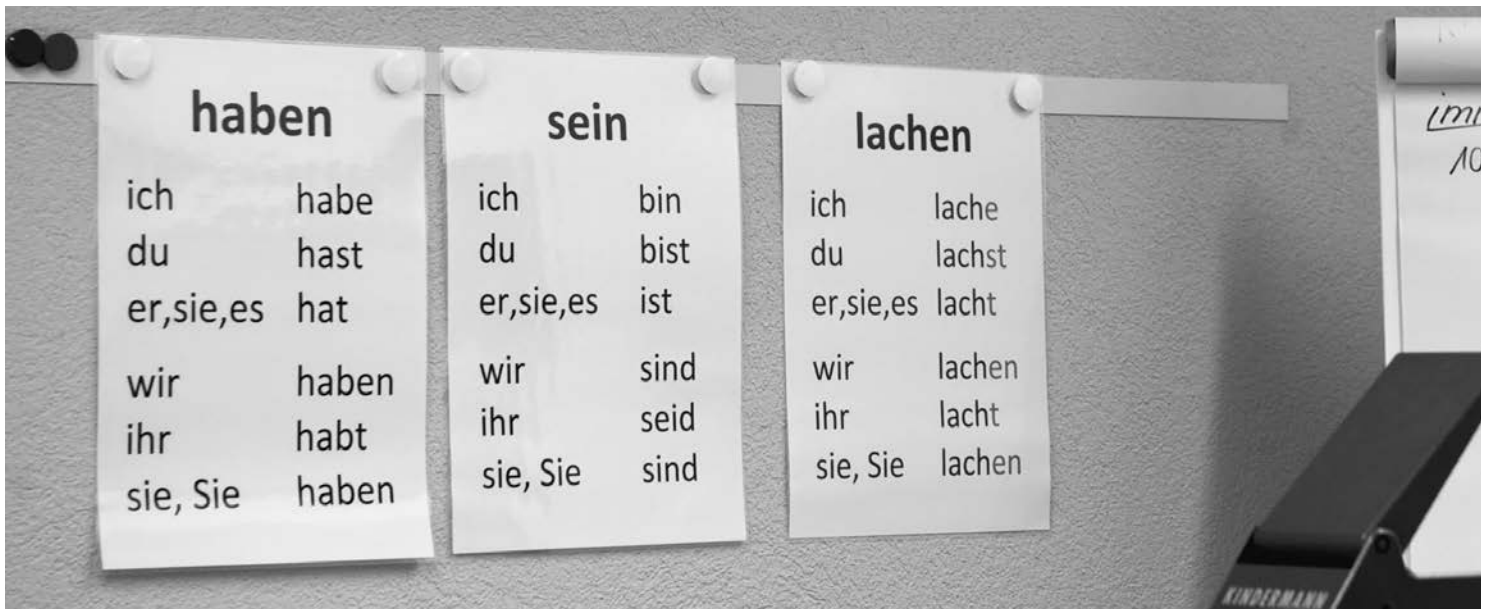 haben
ich habe
du hast
er,sie,es hat
wir haben
ihr habt
sie, Sie haben
sein
ich bin
du bist
er,sie,es ist
wir sind
ihr seid
sie, Sie sind
lachen
ich lache
du lachst
er,sie,es lacht
wir lachen
ihr lacht
sie, Sie lachen
10
KINDERMANN